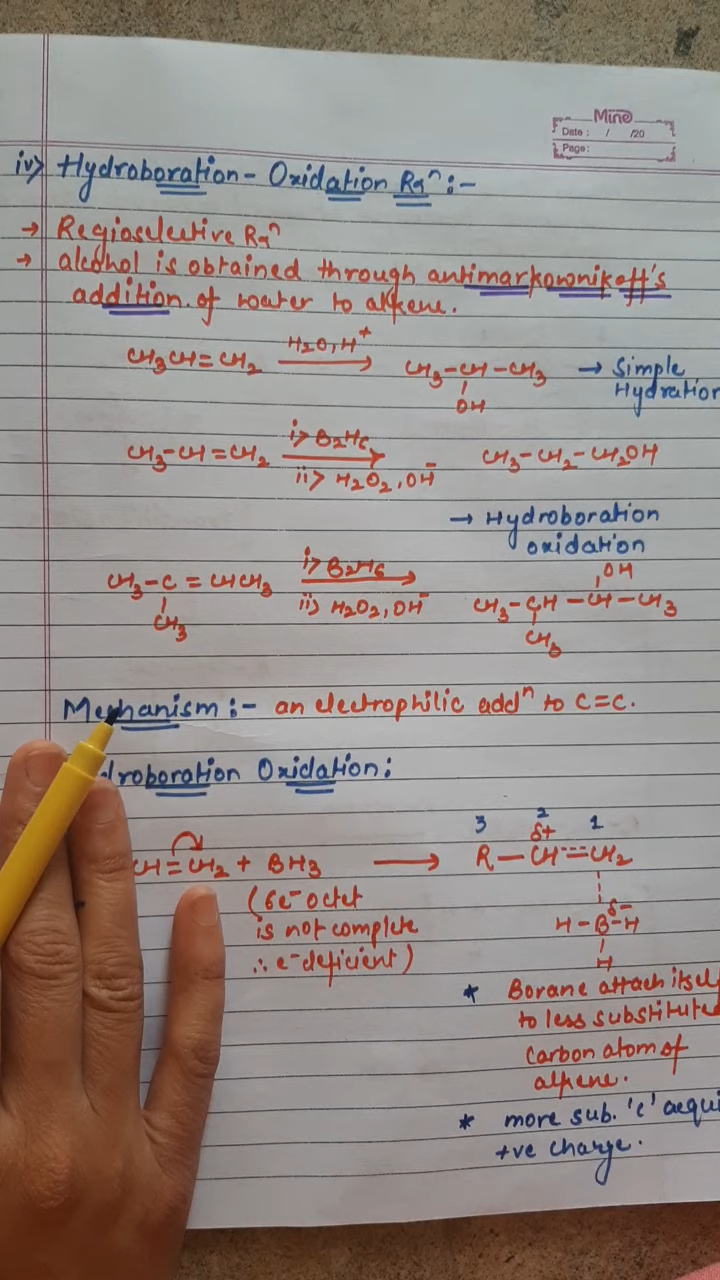 Mine
Date : / /20
Page:
iv> Hydroboration - Oxidation Rxⁿ :-
→ Regioselective Rxⁿ
→ alcohol is obtained through antimarkownikoff's
addition of water to alkene.
CH3CH=CH2 H2O, H⁺ CH3-CH-CH3 → Simple
OH Hydration
CH3-CH=CH2 i> B2H6 CH3-CH2-CH2OH
ii> H2O2, OH⁻
→ Hydroboration
oxidation
CH3-C=CHCH3 i> B2H6 OH
CH3 ii> H2O2, OH⁻ CH3-CH-CH-CH3
CH3
Mechanism :- an electrophilic addⁿ to C=C.
droboration Oxidation :
3 2 1
δ+
CH=CH2 + BH3 → R-CH=CH2
(6e⁻ octet δ-
is not complete H-B-H
∴ e⁻deficient) H
* Borane attach itself
to less substitute
carbon atom of
alkene.
* more sub. 'c' acqui
+ve charge.